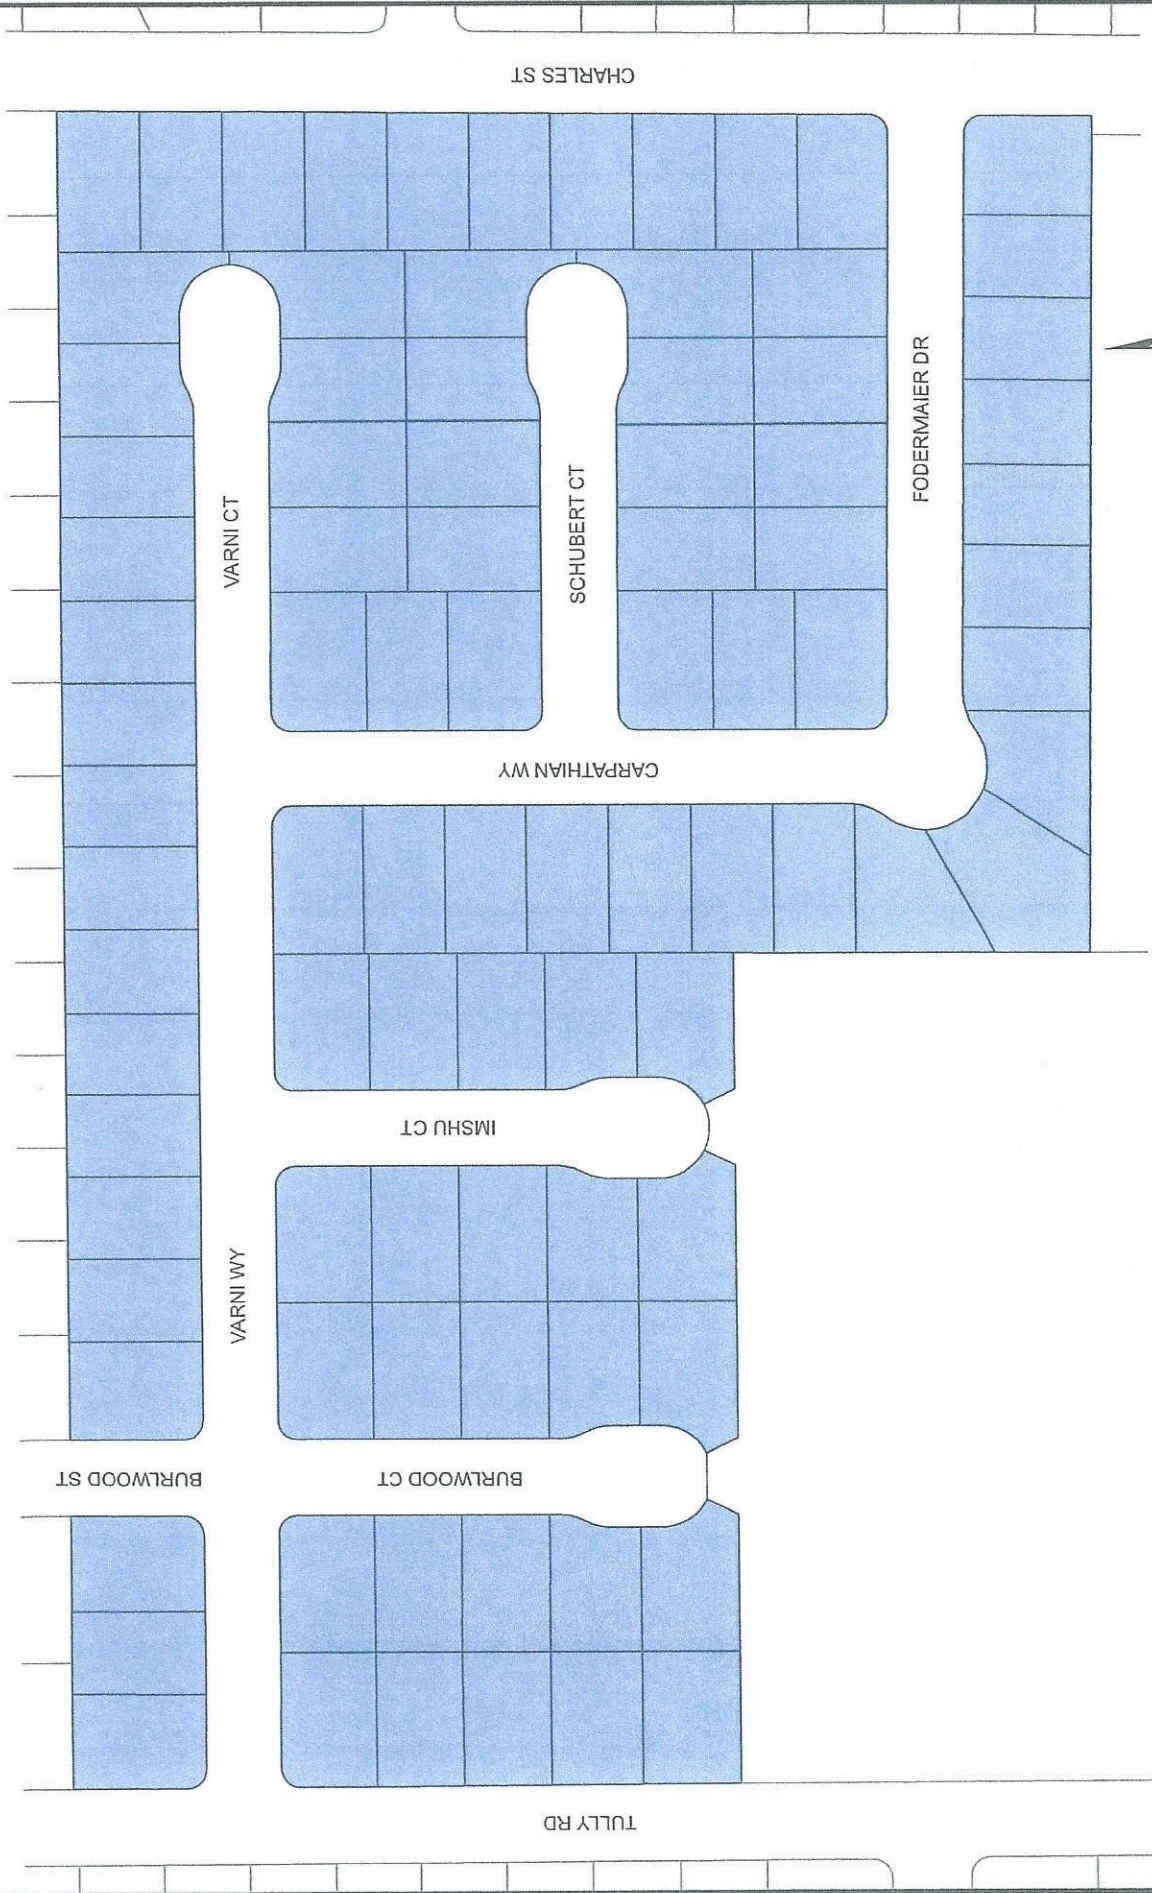 CHARLES ST
FODERMAIER DR
VARNI CT
SCHUBERT CT
CARPATHIAN WY
IMSHU CT
VARNI WY
BURLWOOD ST
BURLWOOD CT
TULLY RD